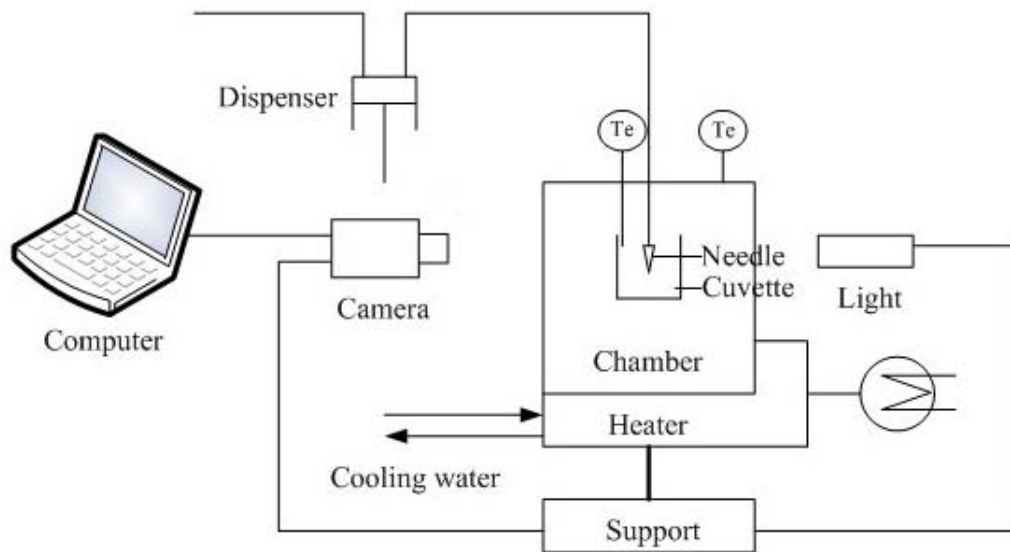 Dispenser
Te
Te
Needle
Cuvette
Camera
Light
Computer
Chamber
Heater
Cooling water
Support